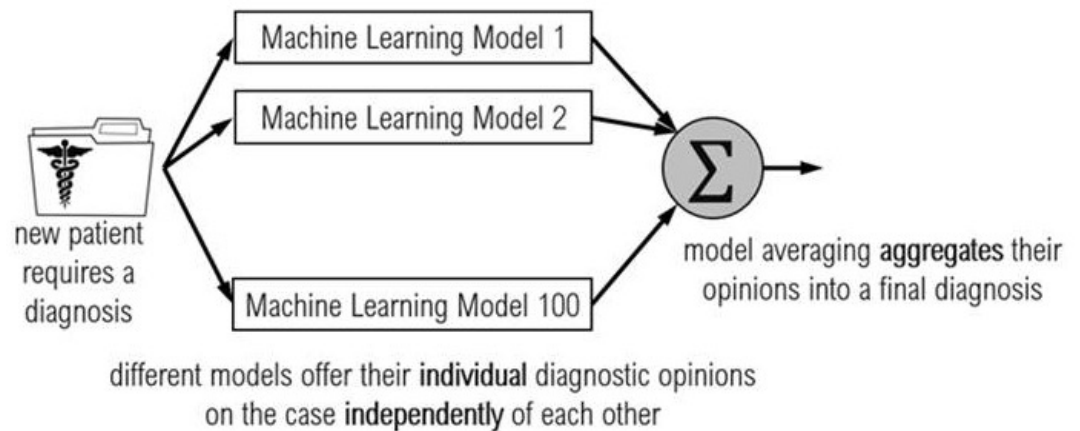 Machine Learning Model 1
Machine Learning Model 2
Machine Learning Model 100
new patient
requires a
diagnosis
Σ
model averaging aggregates their
opinions into a final diagnosis
different models offer their individual diagnostic opinions
on the case independently of each other